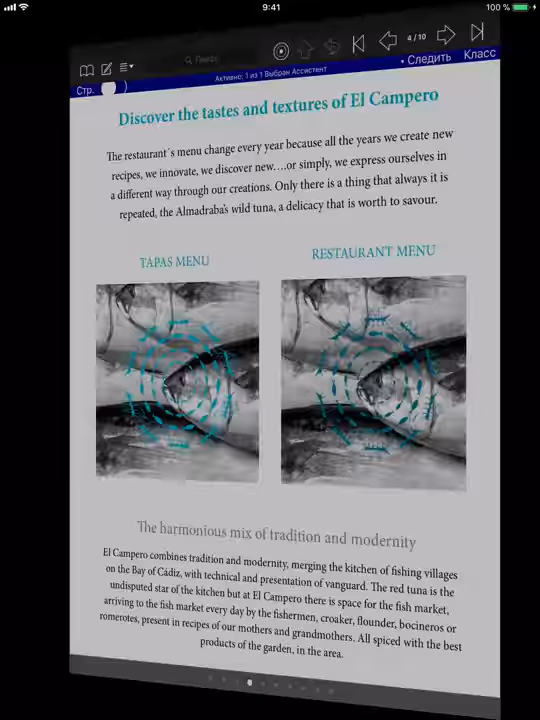 9:41
100 %
Поиск
4 / 10
Стр.
Активно: 1 из 1 Выбран Ассистент
• Следить
Класс
Discover the tastes and textures of El Campero
The restaurant´s menu change every year because all the years we create new
recipes, we innovate, we discover new….or simply, we express ourselves in
a different way through our creations. Only there is a thing that always it is
repeated, the Almadraba's wild tuna, a delicacy that is worth to savour.
TAPAS MENU
RESTAURANT MENU
The harmonious mix of tradition and modernity
El Campero combines tradition and modernity, merging the kitchen of fishing villages
on the Bay of Cádiz, with technical and presentation of vanguard. The red tuna is the
undisputed star of the kitchen but at El Campero there is space for the fish market,
arriving to the fish market every day by the fishermen, croaker, flounder, bocineros or
romerotes, present in recipes of our mothers and grandmothers. All spiced with the best
products of the garden, in the area.